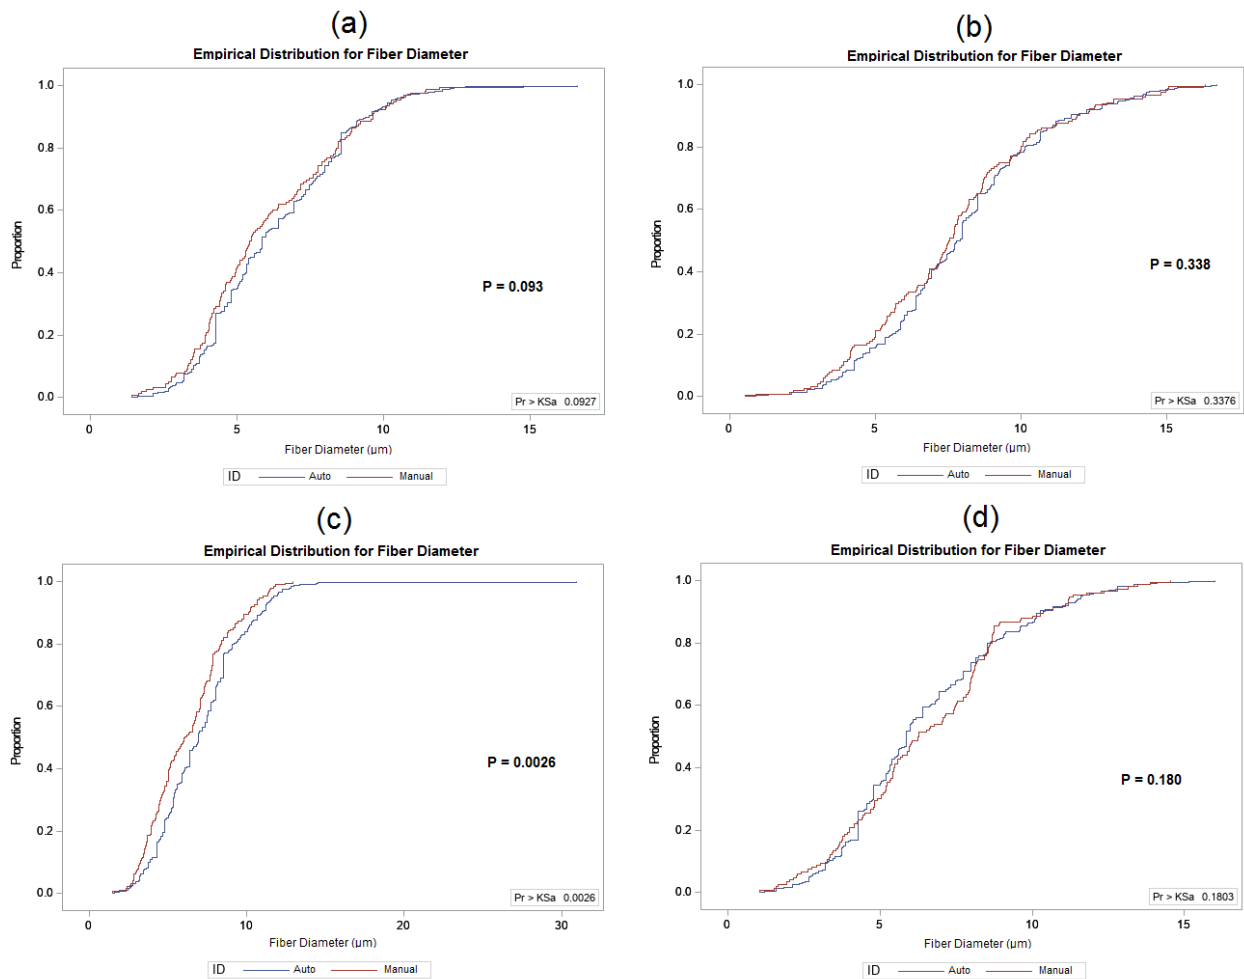 (a)
Empirical Distribution for Fiber Diameter
1.0
0.8
0.6
0.4
0.2
0.0
Proportion
P = 0.093
Pr > KSa 0.0927
0 5 10 15
Fiber Diameter (µm)
ID Auto Manual
(b)
Empirical Distribution for Fiber Diameter
1.0
0.8
0.6
0.4
0.2
0.0
Proportion
P = 0.338
Pr > KSa 0.3376
0 5 10 15
Fiber Diameter (µm)
ID Auto Manual
(c)
Empirical Distribution for Fiber Diameter
1.0
0.8
0.6
0.4
0.2
0.0
Proportion
P = 0.0026
Pr > KSa 0.0026
0 10 20 30
Fiber Diameter (µm)
ID Auto Manual
(d)
Empirical Distribution for Fiber Diameter
1.0
0.8
0.6
0.4
0.2
0.0
Proportion
P = 0.180
Pr > KSa 0.1803
0 5 10 15
Fiber Diameter (µm)
ID Auto Manual